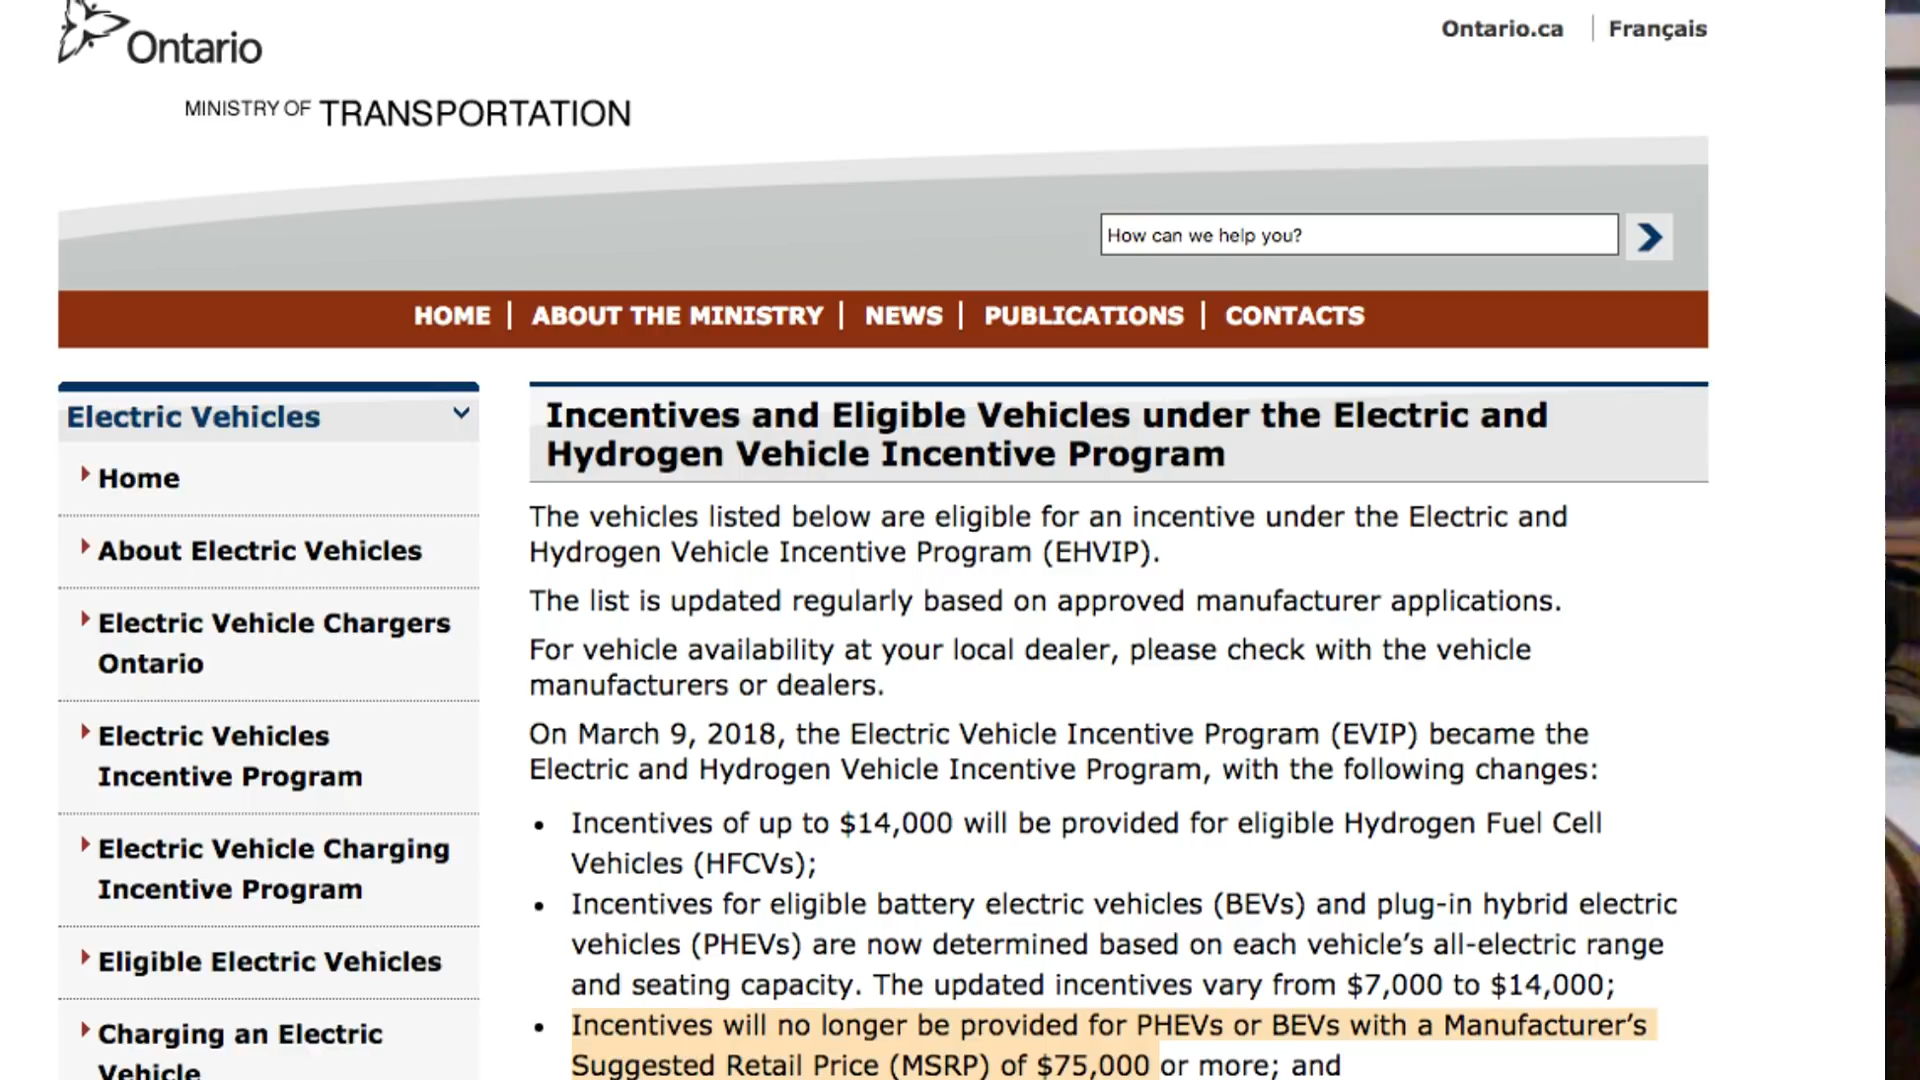 Ontario
Ontario.ca
Français
MINISTRY OF TRANSPORTATION
How can we help you?
HOME | ABOUT THE MINISTRY | NEWS | PUBLICATIONS | CONTACTS
Electric Vehicles
Home
About Electric Vehicles
Electric Vehicle Chargers
Ontario
Electric Vehicles
Incentive Program
Electric Vehicle Charging
Incentive Program
Eligible Electric Vehicles
Charging an Electric
Vehicle
Incentives and Eligible Vehicles under the Electric and
Hydrogen Vehicle Incentive Program
The vehicles listed below are eligible for an incentive under the Electric and
Hydrogen Vehicle Incentive Program (EHVIP).
The list is updated regularly based on approved manufacturer applications.
For vehicle availability at your local dealer, please check with the vehicle
manufacturers or dealers.
On March 9, 2018, the Electric Vehicle Incentive Program (EVIP) became the
Electric and Hydrogen Vehicle Incentive Program, with the following changes:
• Incentives of up to $14,000 will be provided for eligible Hydrogen Fuel Cell
Vehicles (HFCVs);
• Incentives for eligible battery electric vehicles (BEVs) and plug-in hybrid electric
vehicles (PHEVs) are now determined based on each vehicle's all-electric range
and seating capacity. The updated incentives vary from $7,000 to $14,000;
• Incentives will no longer be provided for PHEVs or BEVs with a Manufacturer's
Suggested Retail Price (MSRP) of $75,000 or more; and